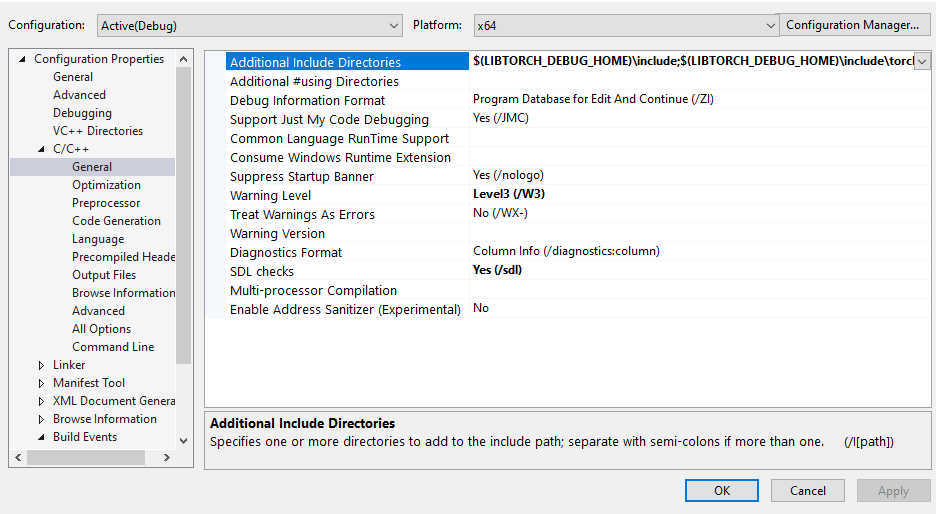 Configuration: Active(Debug) Platform: x64 Configuration Manager...
Configuration Properties
General
Advanced
Debugging
VC++ Directories
C/C++
General
Optimization
Preprocessor
Code Generation
Language
Precompiled Heade
Output Files
Browse Information
Advanced
All Options
Command Line
Linker
Manifest Tool
XML Document Genera
Browse Information
Build Events
Additional Include Directories $(LIBTORCH_DEBUG_HOME)\include;$(LIBTORCH_DEBUG_HOME)\include\torcl
Additional #using Directories
Debug Information Format Program Database for Edit And Continue (/ZI)
Support Just My Code Debugging Yes (/JMC)
Common Language RunTime Support
Consume Windows Runtime Extension
Suppress Startup Banner Yes (/nologo)
Warning Level Level3 (/W3)
Treat Warnings As Errors No (/WX-)
Warning Version
Diagnostics Format Column Info (/diagnostics:column)
SDL checks Yes (/sdl)
Multi-processor Compilation
Enable Address Sanitizer (Experimental) No
Additional Include Directories
Specifies one or more directories to add to the include path; separate with semi-colons if more than one. (/I[path])
OK Cancel Apply